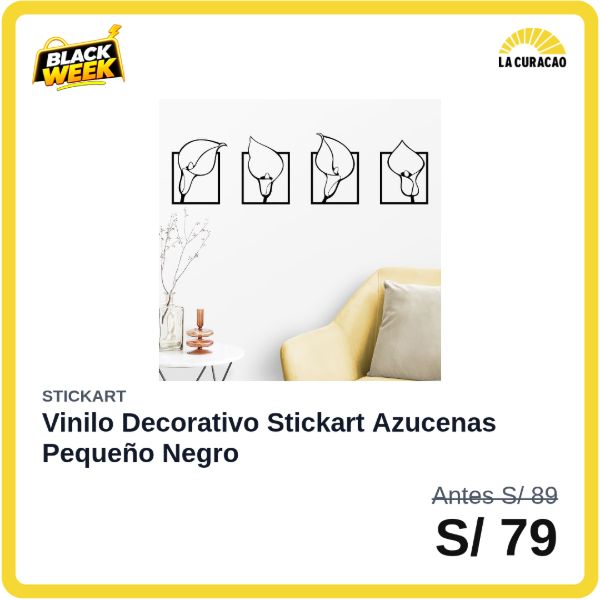 BLACK
WEEK
LA CURACAO
STICKART
Vinilo Decorativo Stickart Azucenas
Pequeño Negro
Antes S/ 89
S/ 79